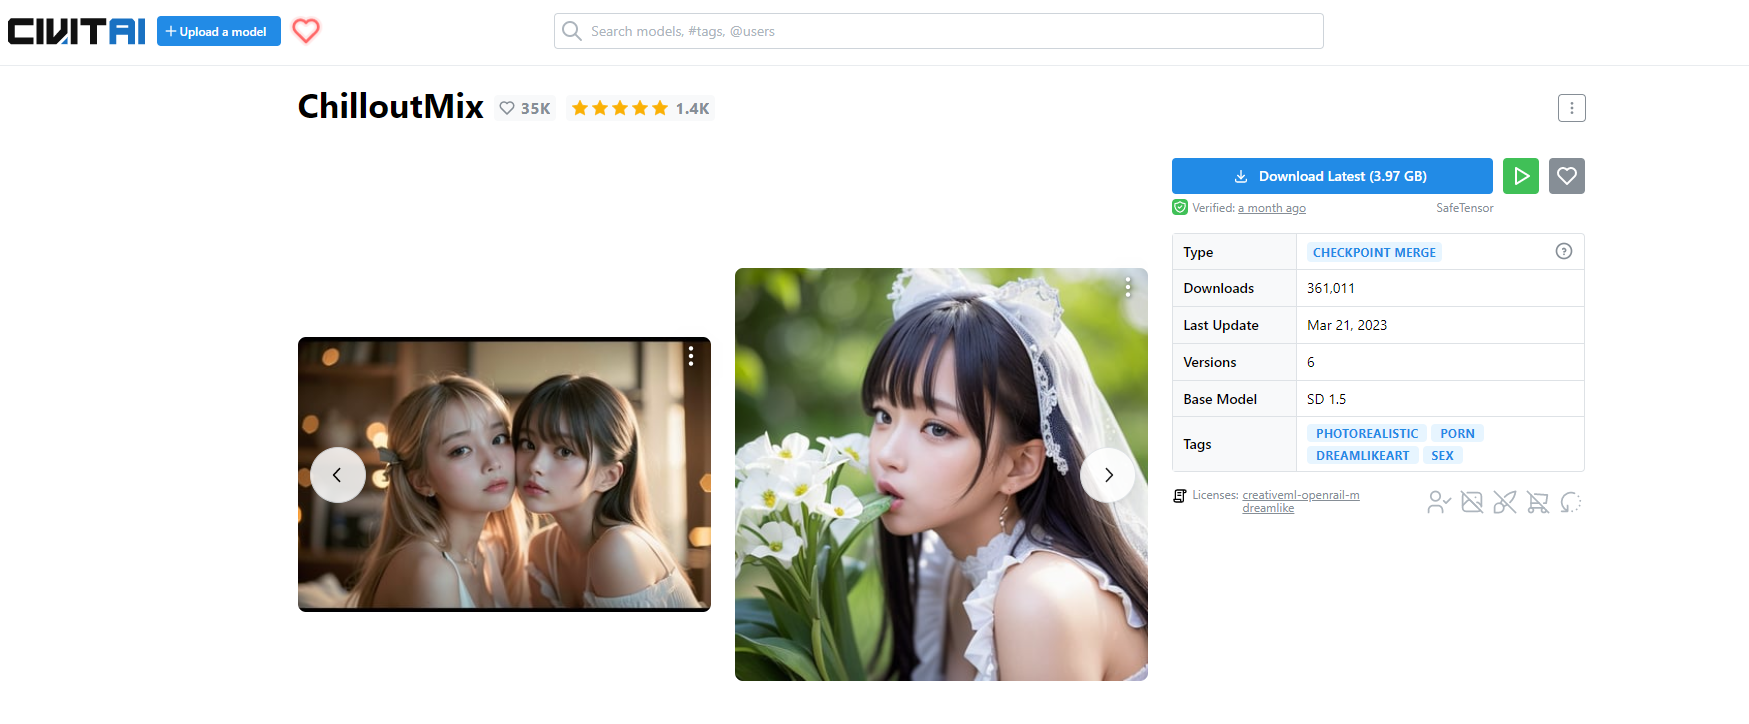 CIVITAI
Upload a model
Search models, #tags, @users
ChilloutMix 35K 1.4K
Download Latest (3.97 GB)
Verified: a month ago SafeTensor
Type CHECKPOINT MERGE
Downloads 361,011
Last Update Mar 21, 2023
Versions 6
Base Model SD 1.5
Tags PHOTOREALISTIC PORN
DREAMLIKEART SEX
Licenses: creativeml-openrail-m
dreamlike